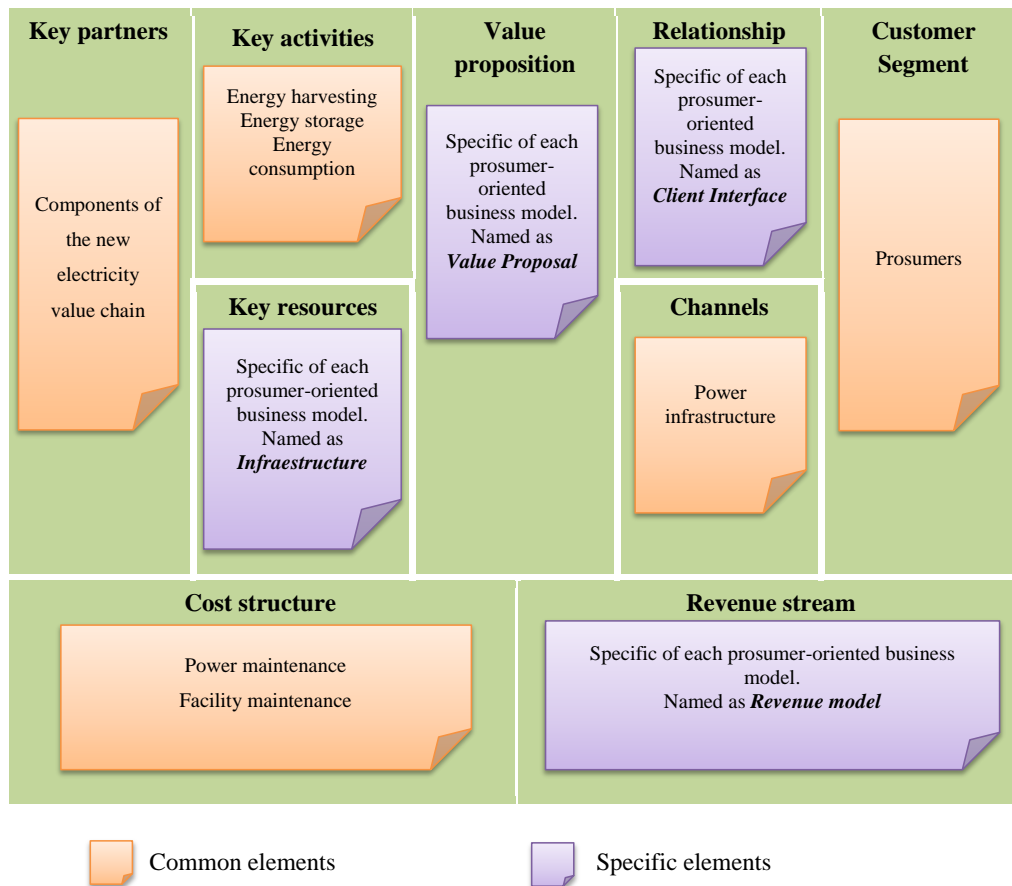 Key partners
Components of
the new
electricity
value chain
Key activities
Energy harvesting
Energy storage
Energy
consumption
Key resources
Specific of each
prosumer-oriented
business model.
Named as
Infraestructure
Value
proposition
Specific of each
prosumer-
oriented
business model.
Named as
Value Proposal
Relationship
Specific of each
prosumer-
oriented
business model.
Named as
Client Interface
Channels
Power
infrastructure
Customer
Segment
Prosumers
Cost structure
Power maintenance
Facility maintenance
Revenue stream
Specific of each prosumer-oriented business
model.
Named as Revenue model
Common elements
Specific elements